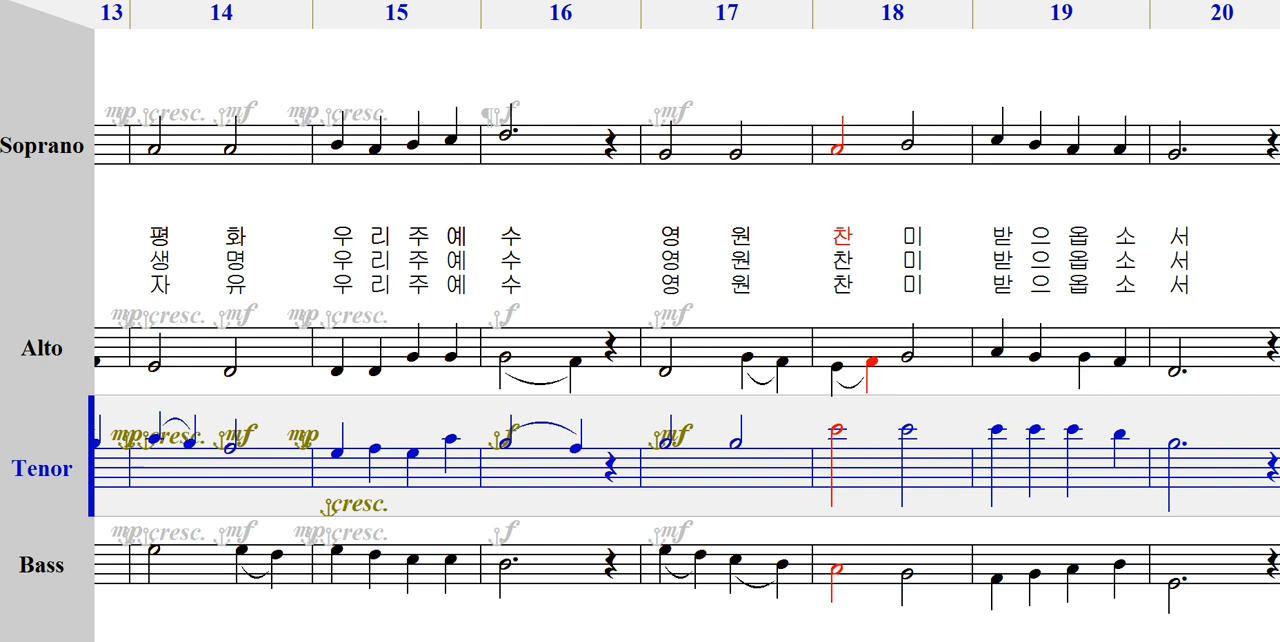 13 14 15 16 17 18 19 20
mp cresc. mf mp cresc. f mf
Soprano
평 화 우 리 주 예 수 영 원 찬 미 받 으 옵 소 서
생 명 우 리 주 예 수 영 원 찬 미 받 으 옵 소 서
자 유 우 리 주 예 수 영 원 찬 미 받 으 옵 소 서
mp cresc. mf mp cresc. f mf
Alto
mp cresc. mf mp f mf
Tenor
cresc.
mp cresc. mf mp cresc. f mf
Bass